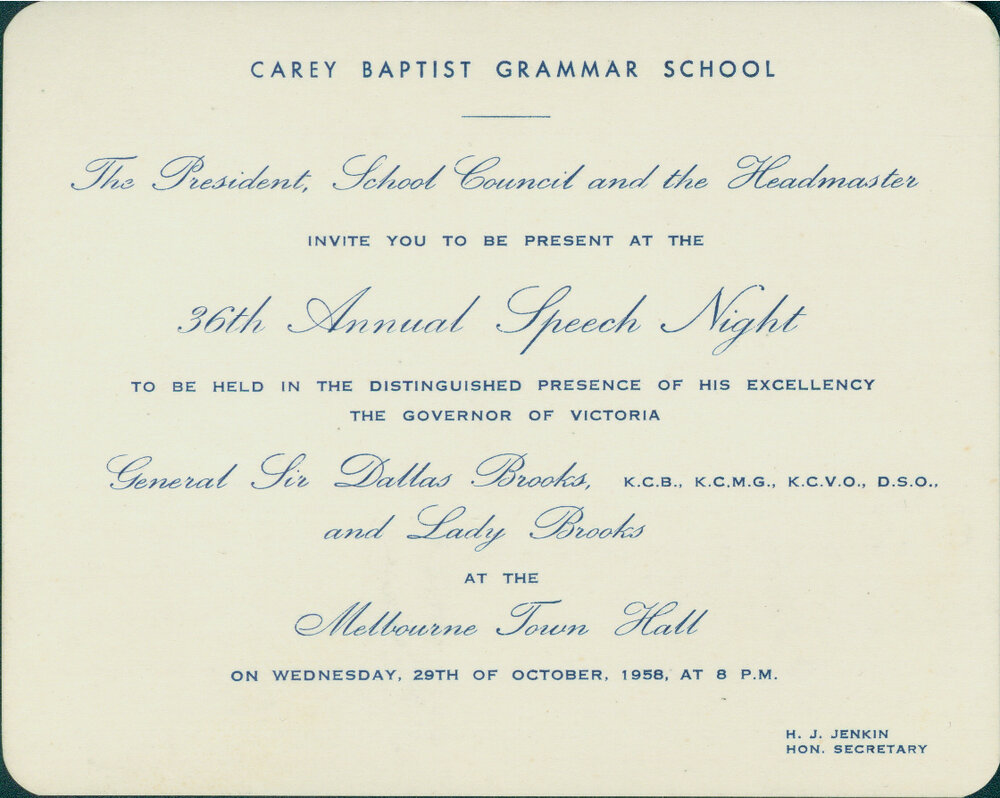 CAREY BAPTIST GRAMMAR SCHOOL
The President, School Council and the Headmaster
INVITE YOU TO BE PRESENT AT THE
36th Annual Speech Night
TO BE HELD IN THE DISTINGUISHED PRESENCE OF HIS EXCELLENCY
THE GOVERNOR OF VICTORIA
General Sir Dallas Brooks, K.C.B., K.C.M.G., K.C.V.O., D.S.O.,
and Lady Brooks
AT THE
Melbourne Town Hall
ON WEDNESDAY, 29TH OF OCTOBER, 1958, AT 8 P.M.
H. J. JENKIN
HON. SECRETARY